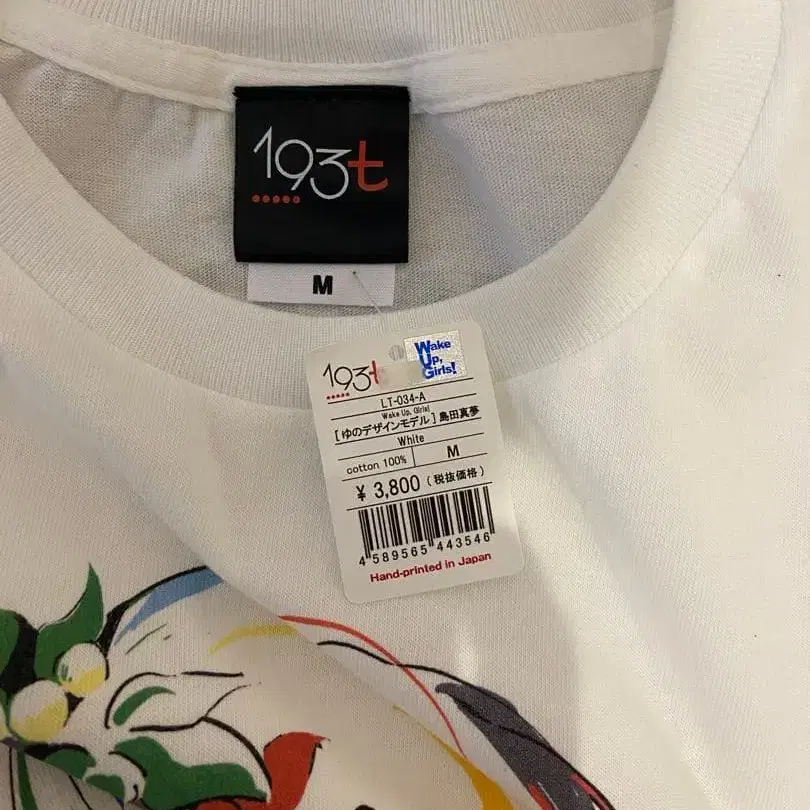 193t
M
193t
Wake
Up,
Girls!
LT-034-A
Wake Up, Girls!
[ゆのデザインモデル]島田真夢
White
cotton 100%
M
¥ 3,800 (税抜価格)
4 589565 443546
Hand-printed in Japan